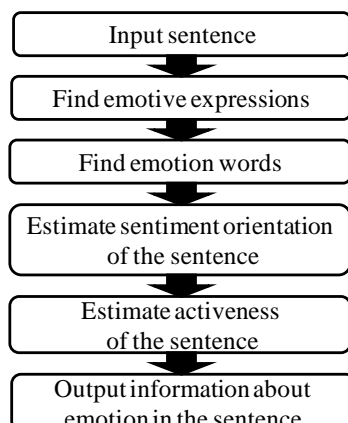 Input sentence
Find emotive expressions
Find emotion words
Estimate sentiment orientation
of the sentence
Estimate activeness
of the sentence
Output information about
emotion in the sentence